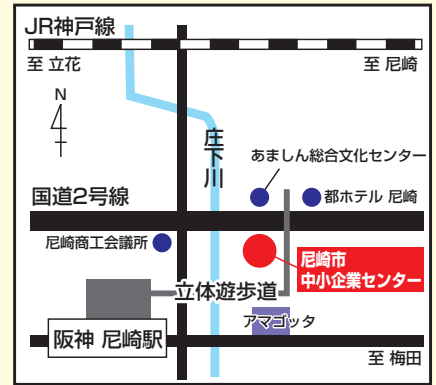 JR神戸線
至 立花
至 尼崎
N
庄下川
あましん総合文化センター
国道2号線
都ホテル 尼崎
尼崎商工会議所
尼崎市
中小企業センター
立体遊歩道
アマゴッタ
阪神 尼崎駅
至 梅田